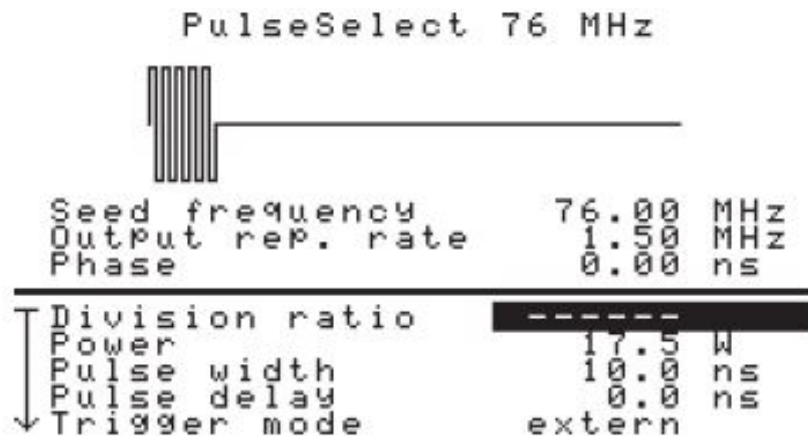 PulseSelect 76 MHz
Seed frequency 76.00 MHz
Output rep. rate 1.50 MHz
Phase 0.00 ns
Division ratio ------
Power 17.5 W
Pulse width 10.0 ns
Pulse delay 0.0 ns
Trigger mode extern